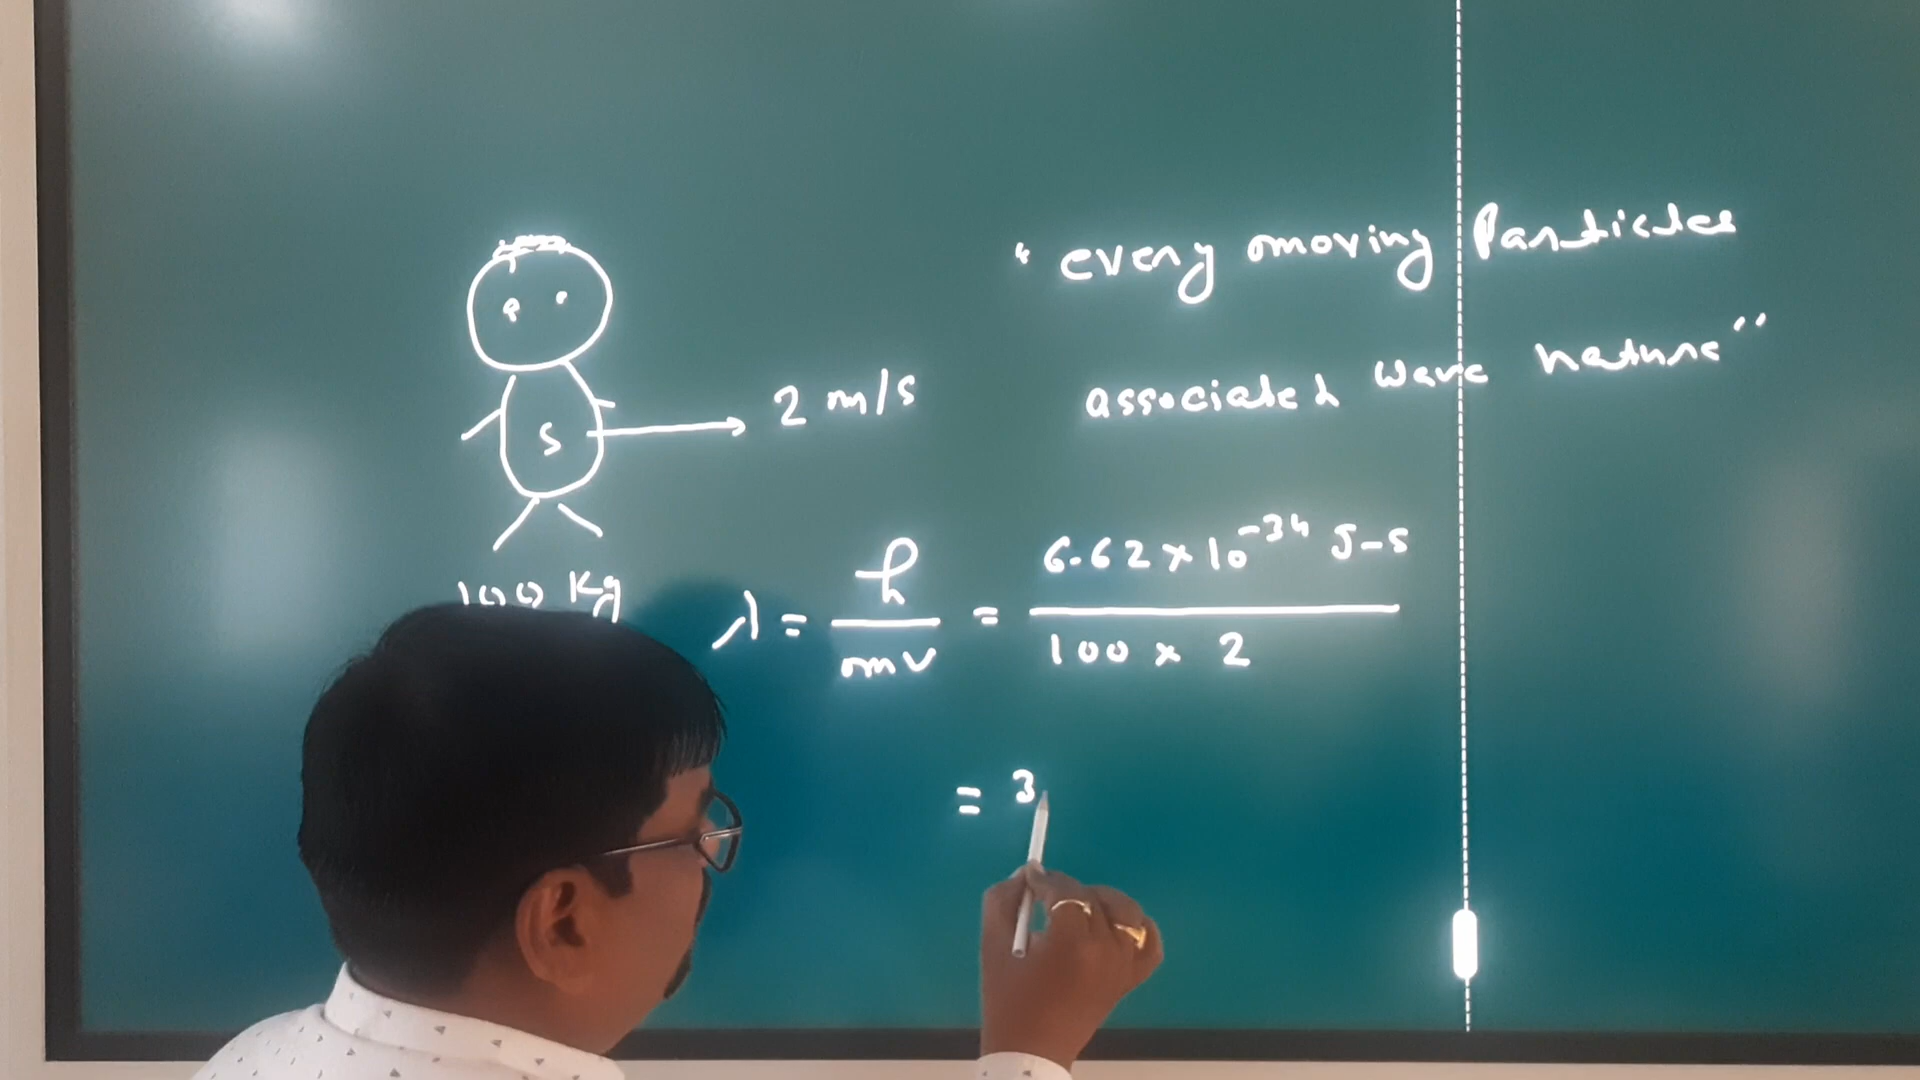 "every moving Particles
associated wave nature"
S
2 m/s
100 Kg
λ = h/mv = 6.62 x 10^-34 J-s / 100 x 2
= 3